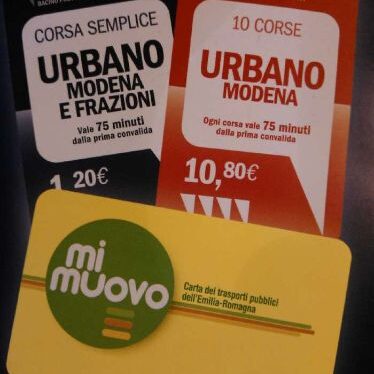 CORSA SEMPLICE
URBANO
MODENA
E FRAZIONI
Vale 75 minuti
dalla prima convalida
1,20€
10 CORSE
URBANO
MODENA
Ogni corsa vale 75 minuti
dalla prima convalida
10,80€
mi
muovo
Carta dei trasporti pubblici
dell'Emilia-Romagna